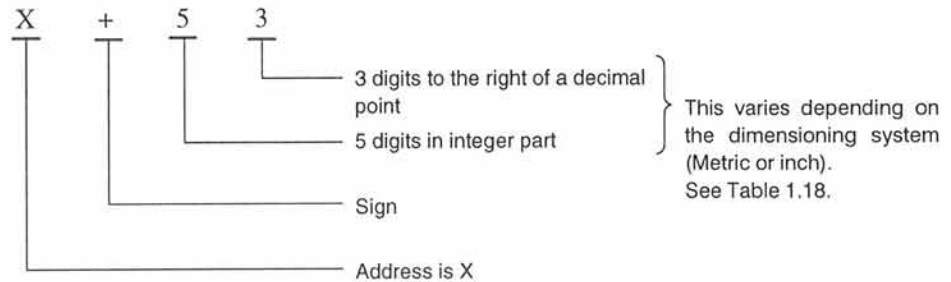 X + 5 3
3 digits to the right of a decimal
point
5 digits in integer part
Sign
Address is X
This varies depending on
the dimensioning system
(Metric or inch).
See Table 1.18.